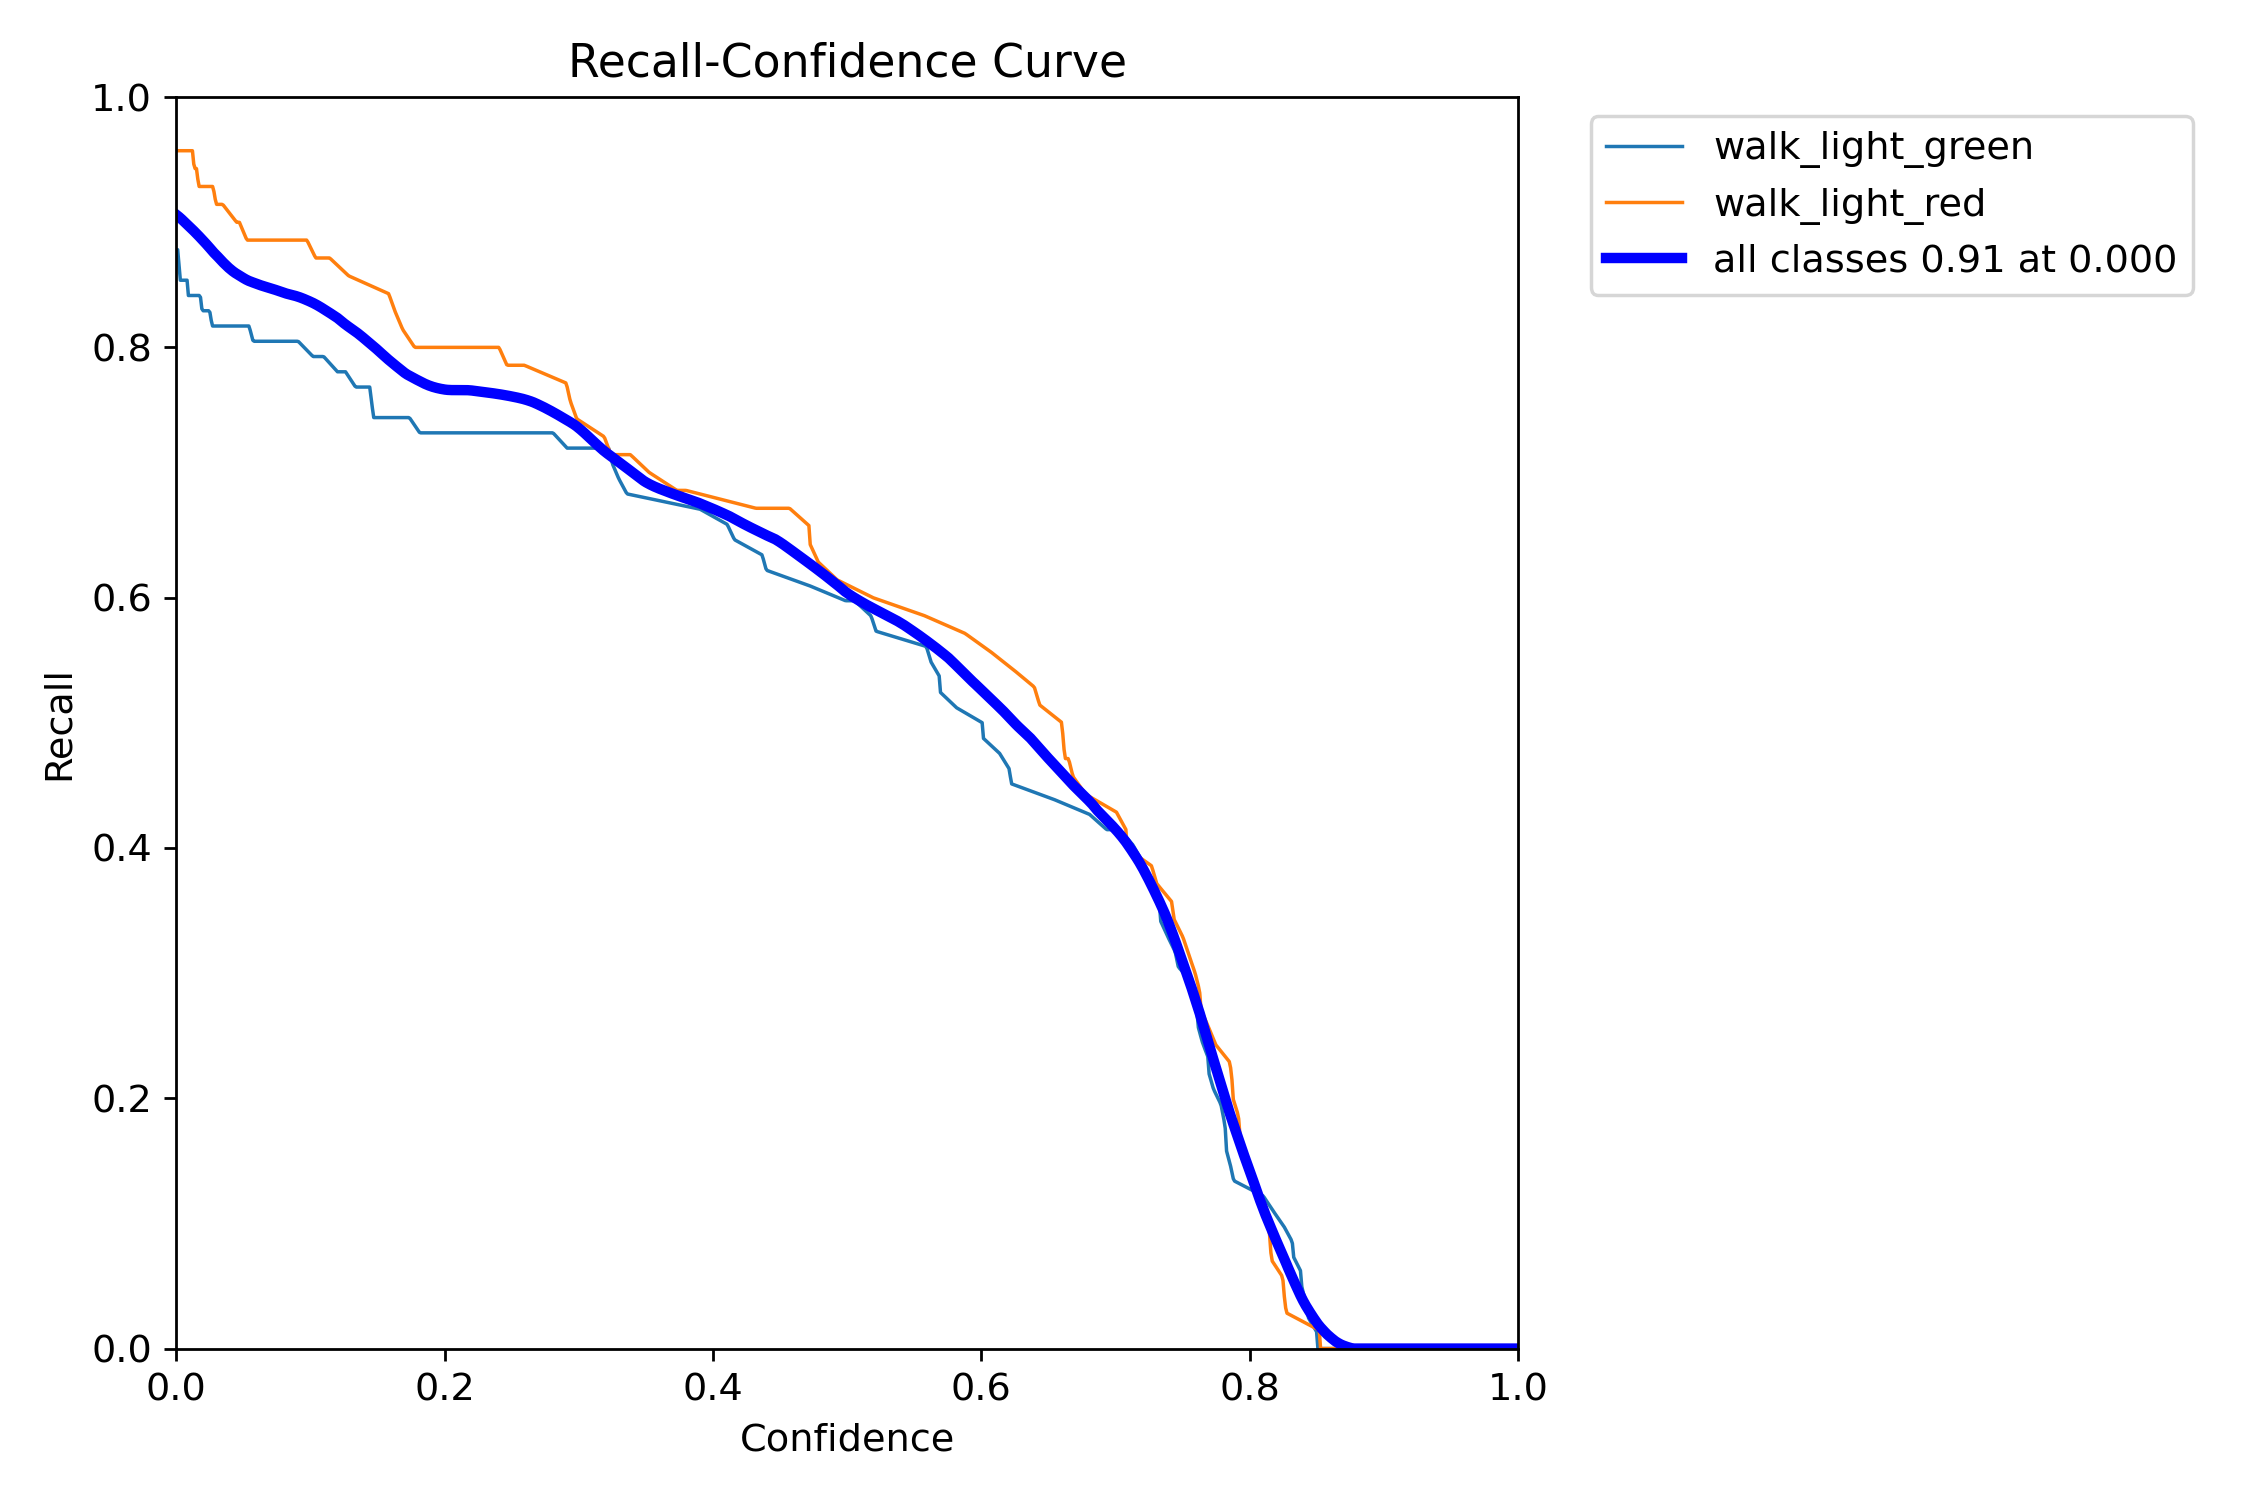 Recall-Confidence Curve
1.0
0.8
0.6
0.4
0.2
0.0
Recall
0.0 0.2 0.4 0.6 0.8 1.0
Confidence
walk_light_green
walk_light_red
all classes 0.91 at 0.000